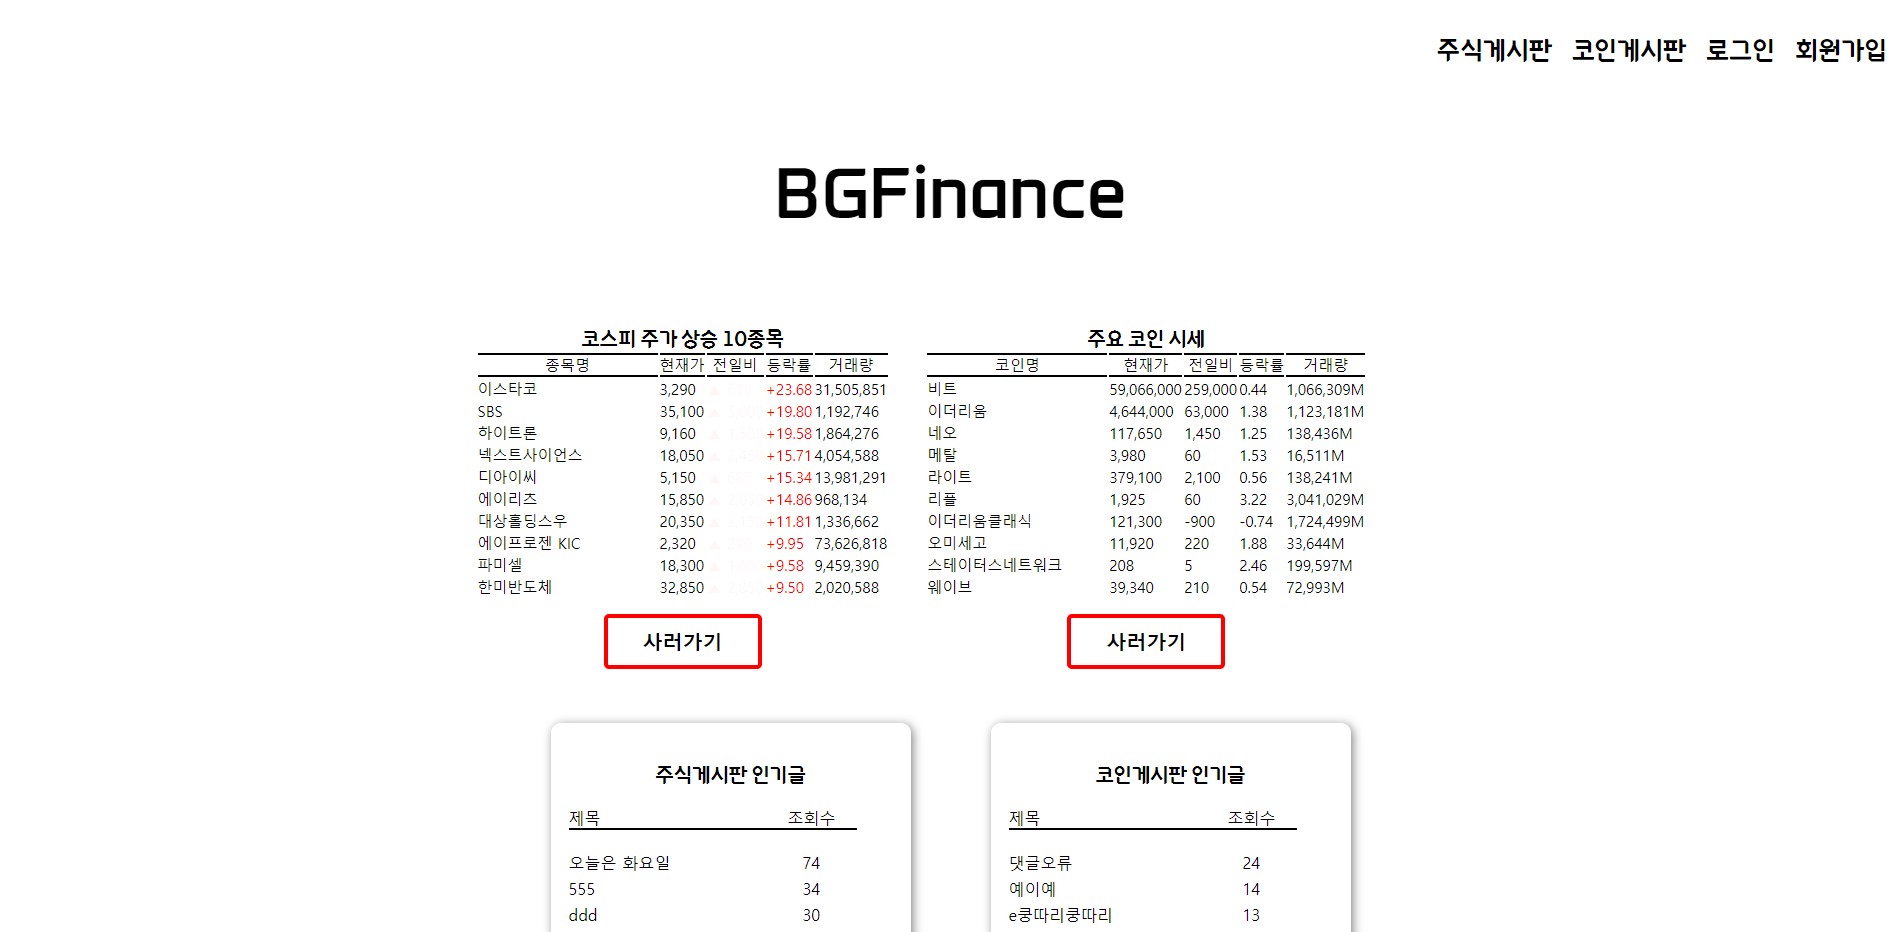 주식게시판 코인게시판 로그인 회원가입
BGFinance
코스피 주가 상승 10종목
종목명 현재가 전일비 등락률 거래량
이스타코 3,290 +23.68 31,505,851
SBS 35,100 +19.80 1,192,746
하이트론 9,160 +19.58 1,864,276
넥스트사이언스 18,050 +15.71 4,054,588
디아이씨 5,150 +15.34 13,981,291
에이리츠 15,850 +14.86 968,134
대상홀딩스우 20,350 +11.81 1,336,662
에이프로젠 KIC 2,320 +9.95 73,626,818
파미셀 18,300 +9.58 9,459,390
한미반도체 32,850 +9.50 2,020,588
사러가기
주요 코인 시세
코인명 현재가 전일비 등락률 거래량
비트 59,066,000 259,000 0.44 1,066,309M
이더리움 4,644,000 63,000 1.38 1,123,181M
네오 117,650 1,450 1.25 138,436M
메탈 3,980 60 1.53 16,511M
라이트 379,100 2,100 0.56 138,241M
리플 1,925 60 3.22 3,041,029M
이더리움클래식 121,300 -900 -0.74 1,724,499M
오미세고 11,920 220 1.88 33,644M
스테이터스네트워크 208 5 2.46 199,597M
웨이브 39,340 210 0.54 72,993M
사러가기
주식게시판 인기글
제목 조회수
오늘은 화요일 74
555 34
ddd 30
코인게시판 인기글
제목 조회수
댓글오류 24
예이예 14
e쿵따리쿵따리 13